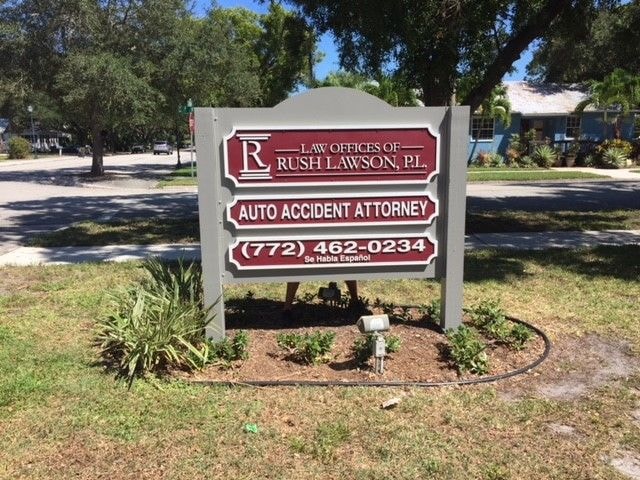 R
LAW OFFICES OF
RUSH LAWSON, P.L.
AUTO ACCIDENT ATTORNEY
(772) 462-0234
Se Habla Español